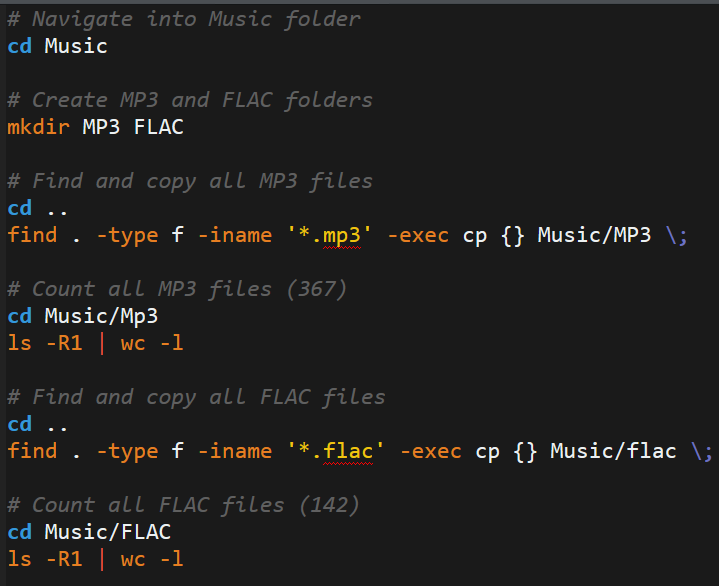 # Navigate into Music folder
cd Music
# Create MP3 and FLAC folders
mkdir MP3 FLAC
# Find and copy all MP3 files
cd ..
find . -type f -iname '*.mp3' -exec cp {} Music/MP3 \;
# Count all MP3 files (367)
cd Music/Mp3
ls -R1 | wc -l
# Find and copy all FLAC files
cd ..
find . -type f -iname '*.flac' -exec cp {} Music/flac \;
# Count all FLAC files (142)
cd Music/FLAC
ls -R1 | wc -l